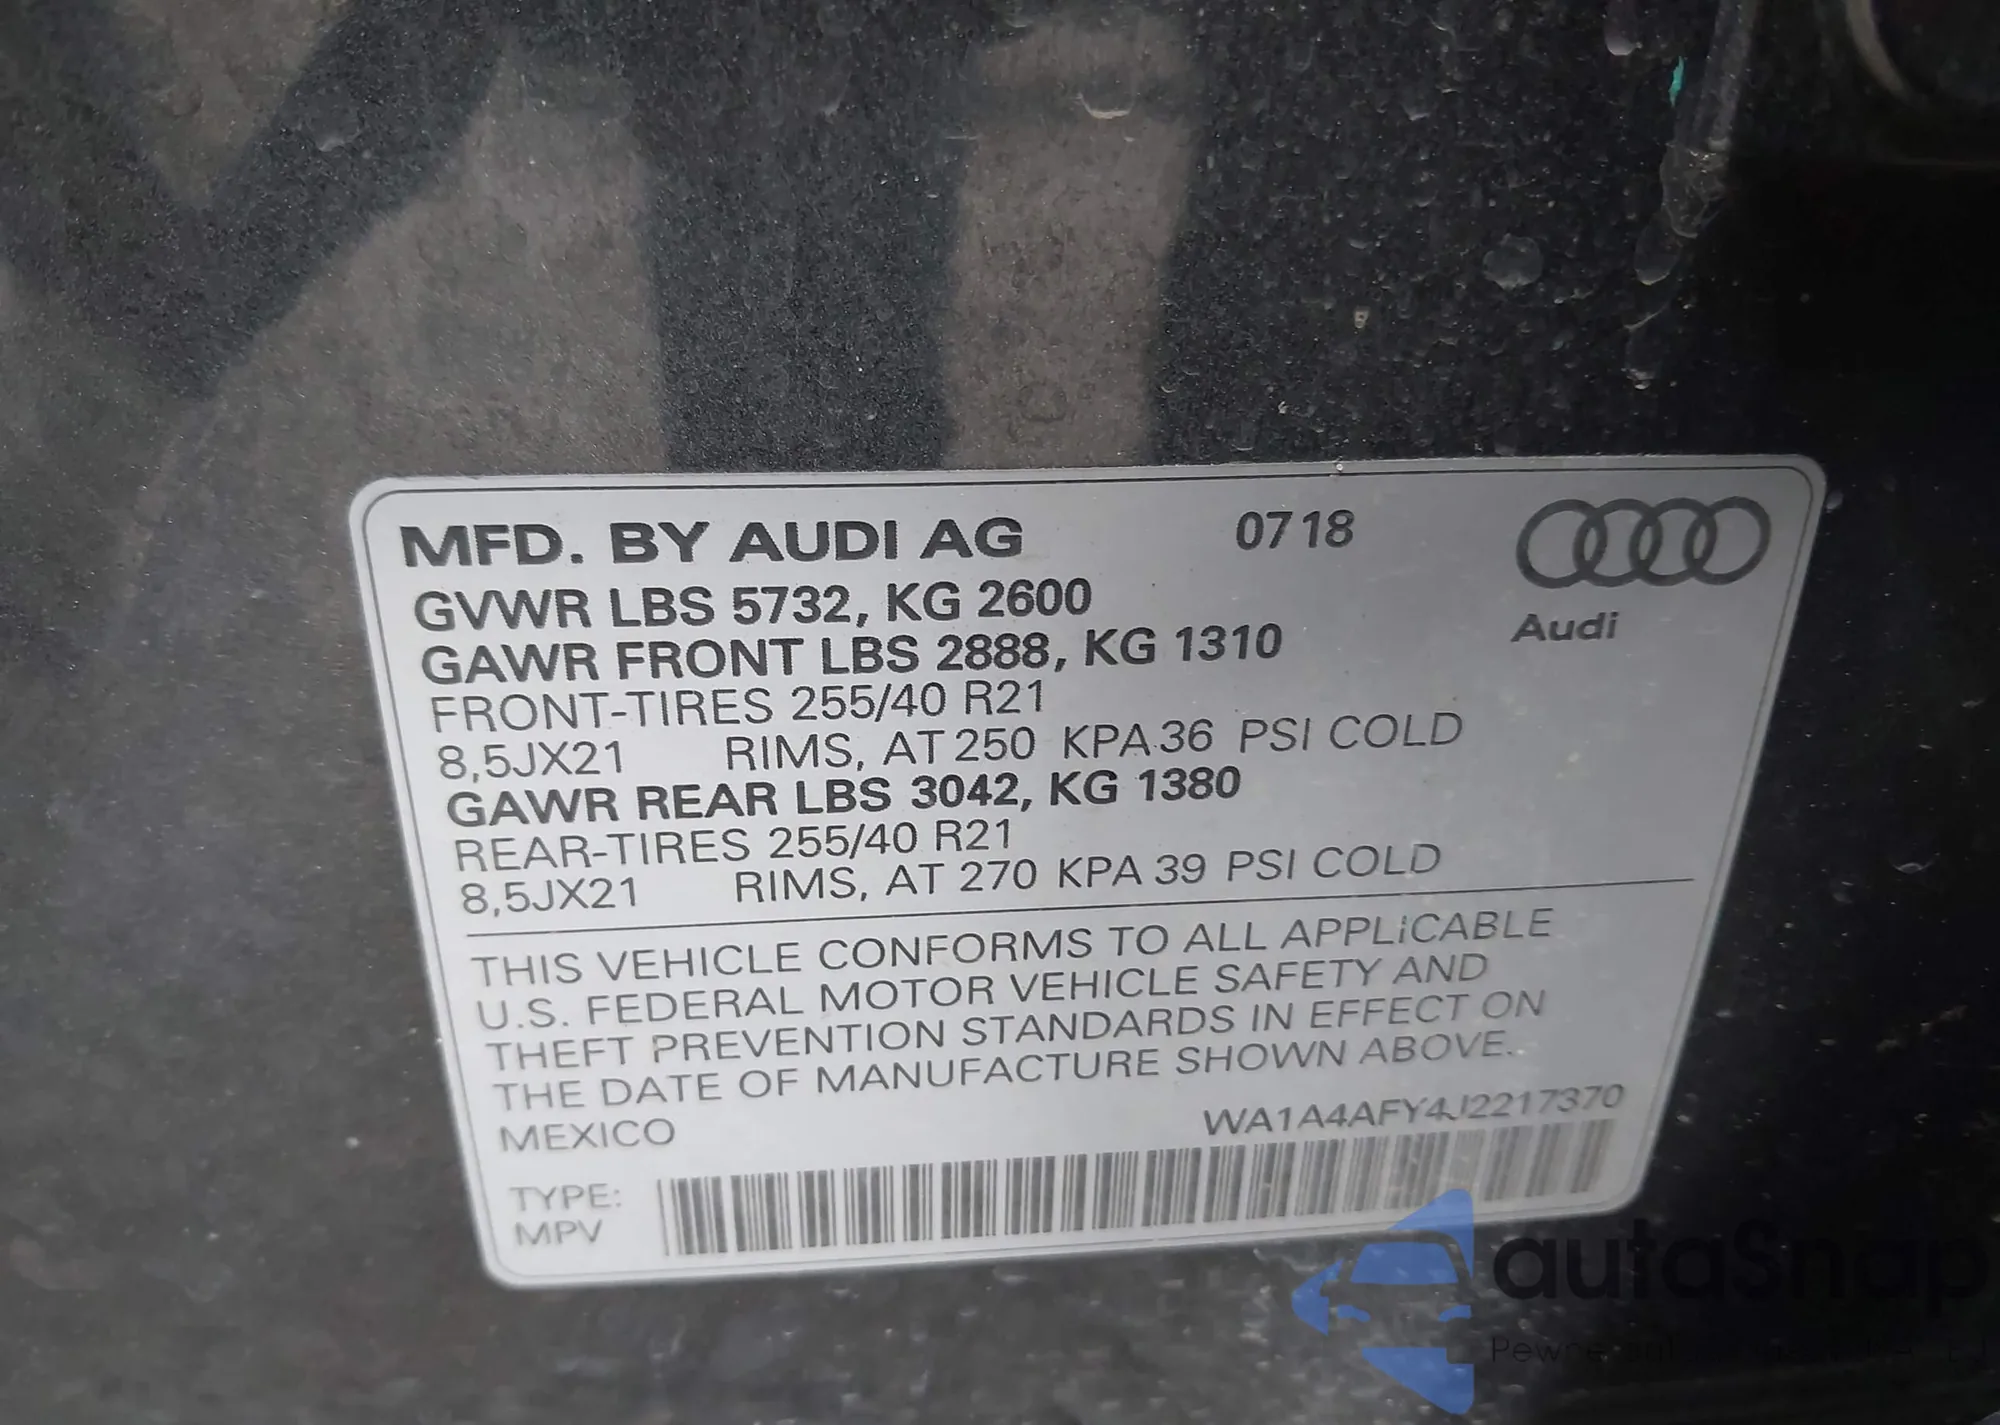 MFD. BY AUDI AG 07 18
GVWR LBS 5732, KG 2600
Audi
GAWR FRONT LBS 2888, KG 1310
FRONT-TIRES 255/40 R21
8,5JX21 RIMS, AT 250 KPA 36 PSI COLD
GAWR REAR LBS 3042, KG 1380
REAR-TIRES 255/40 R21
8,5JX21 RIMS, AT 270 KPA 39 PSI COLD
THIS VEHICLE CONFORMS TO ALL APPLiCABLE
U.S. FEDERAL MOTOR VEHICLE SAFETY AND
THEFT PREVENTION STANDARDS IN EFFECT ON
THE DATE OF MANUFACTURE SHOWN ABOVE.
MEXICO WA1A4AFY4J2217370
TYPE:
MPV
autaSnap
Pewne